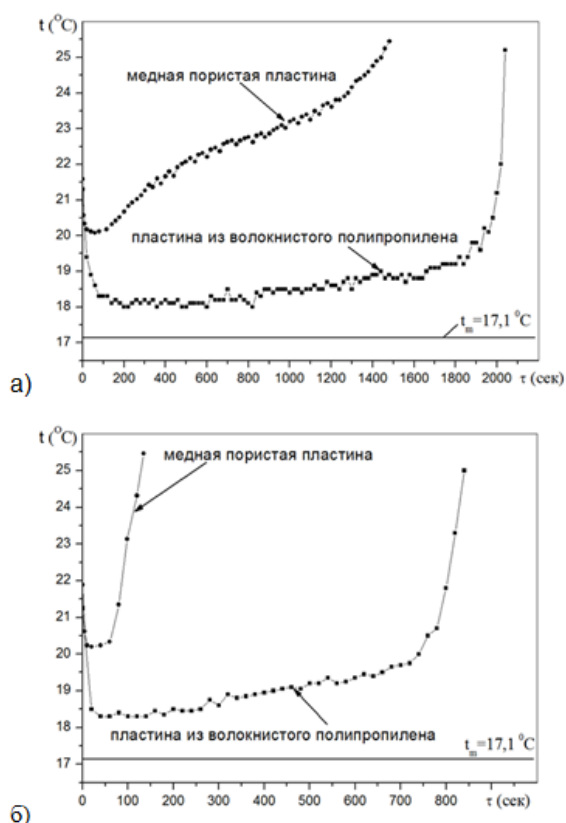 t (°C)
26
25
24
23
22
21
20
19
18
17
медная пористая пластина
пластина из волокнистого полипропилена
tm=17,1 °C
0 200 400 600 800 1000 1200 1400 1600 1800 2000 τ (сек)
а)
t (°C)
25
24
23
22
21
20
19
18
17
медная пористая пластина
пластина из волокнистого полипропилена
tm=17,1 °C
0 100 200 300 400 500 600 700 800 τ (сек)
б)